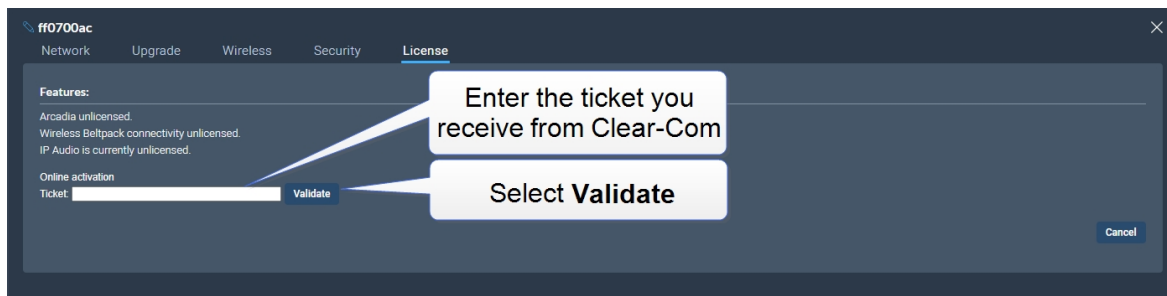 ff0700ac
Network Upgrade Wireless Security License
Features:
Arcadia unlicensed.
Wireless Beltpack connectivity unlicensed.
IP Audio is currently unlicensed.
Online activation
Ticket: Validate
Enter the ticket you
receive from Clear-Com
Select Validate
Cancel